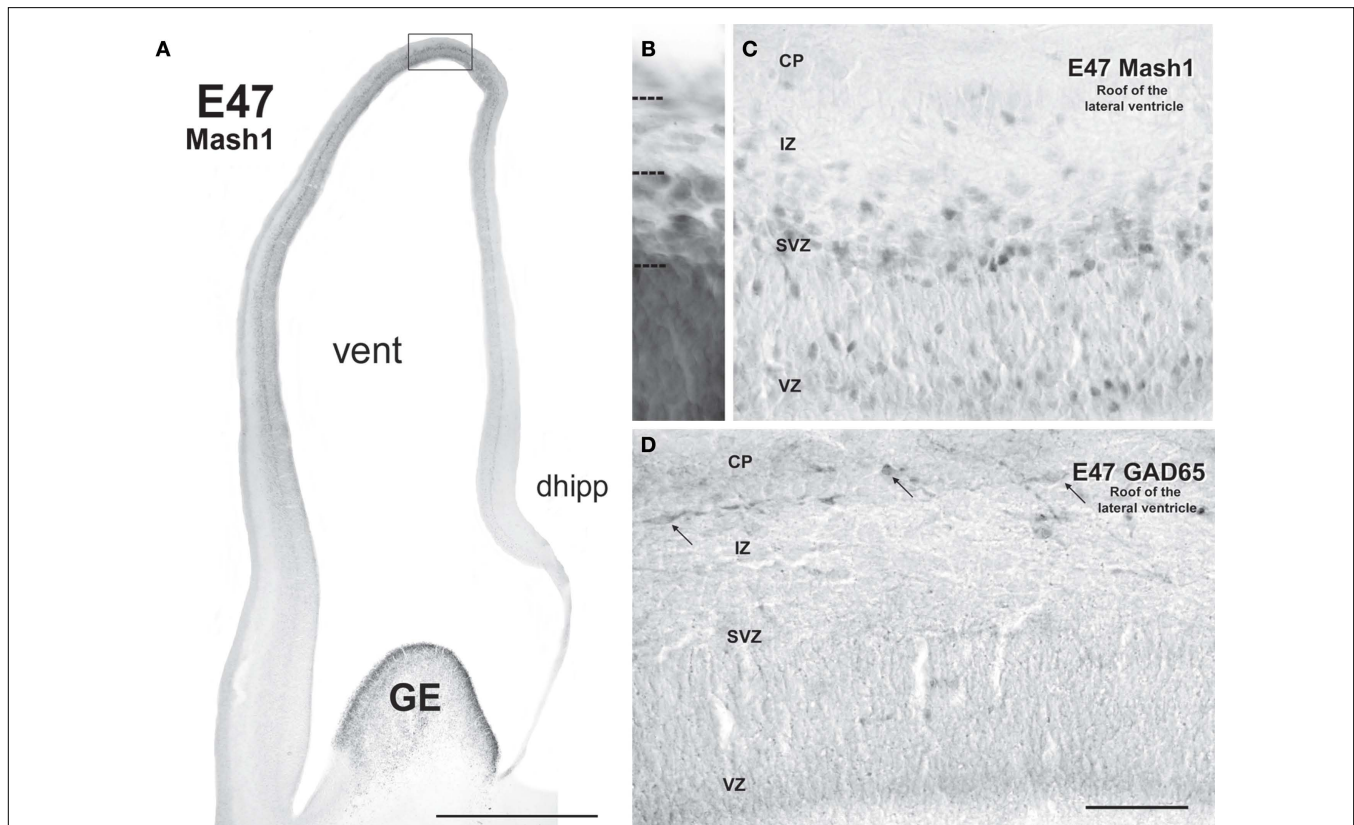 A
E47
Mash1
vent
dhipp
GE
B
C
CP
E47 Mash1
Roof of the
lateral ventricle
IZ
SVZ
VZ
D
CP
E47 GAD65
Roof of the
lateral ventricle
IZ
SVZ
VZ